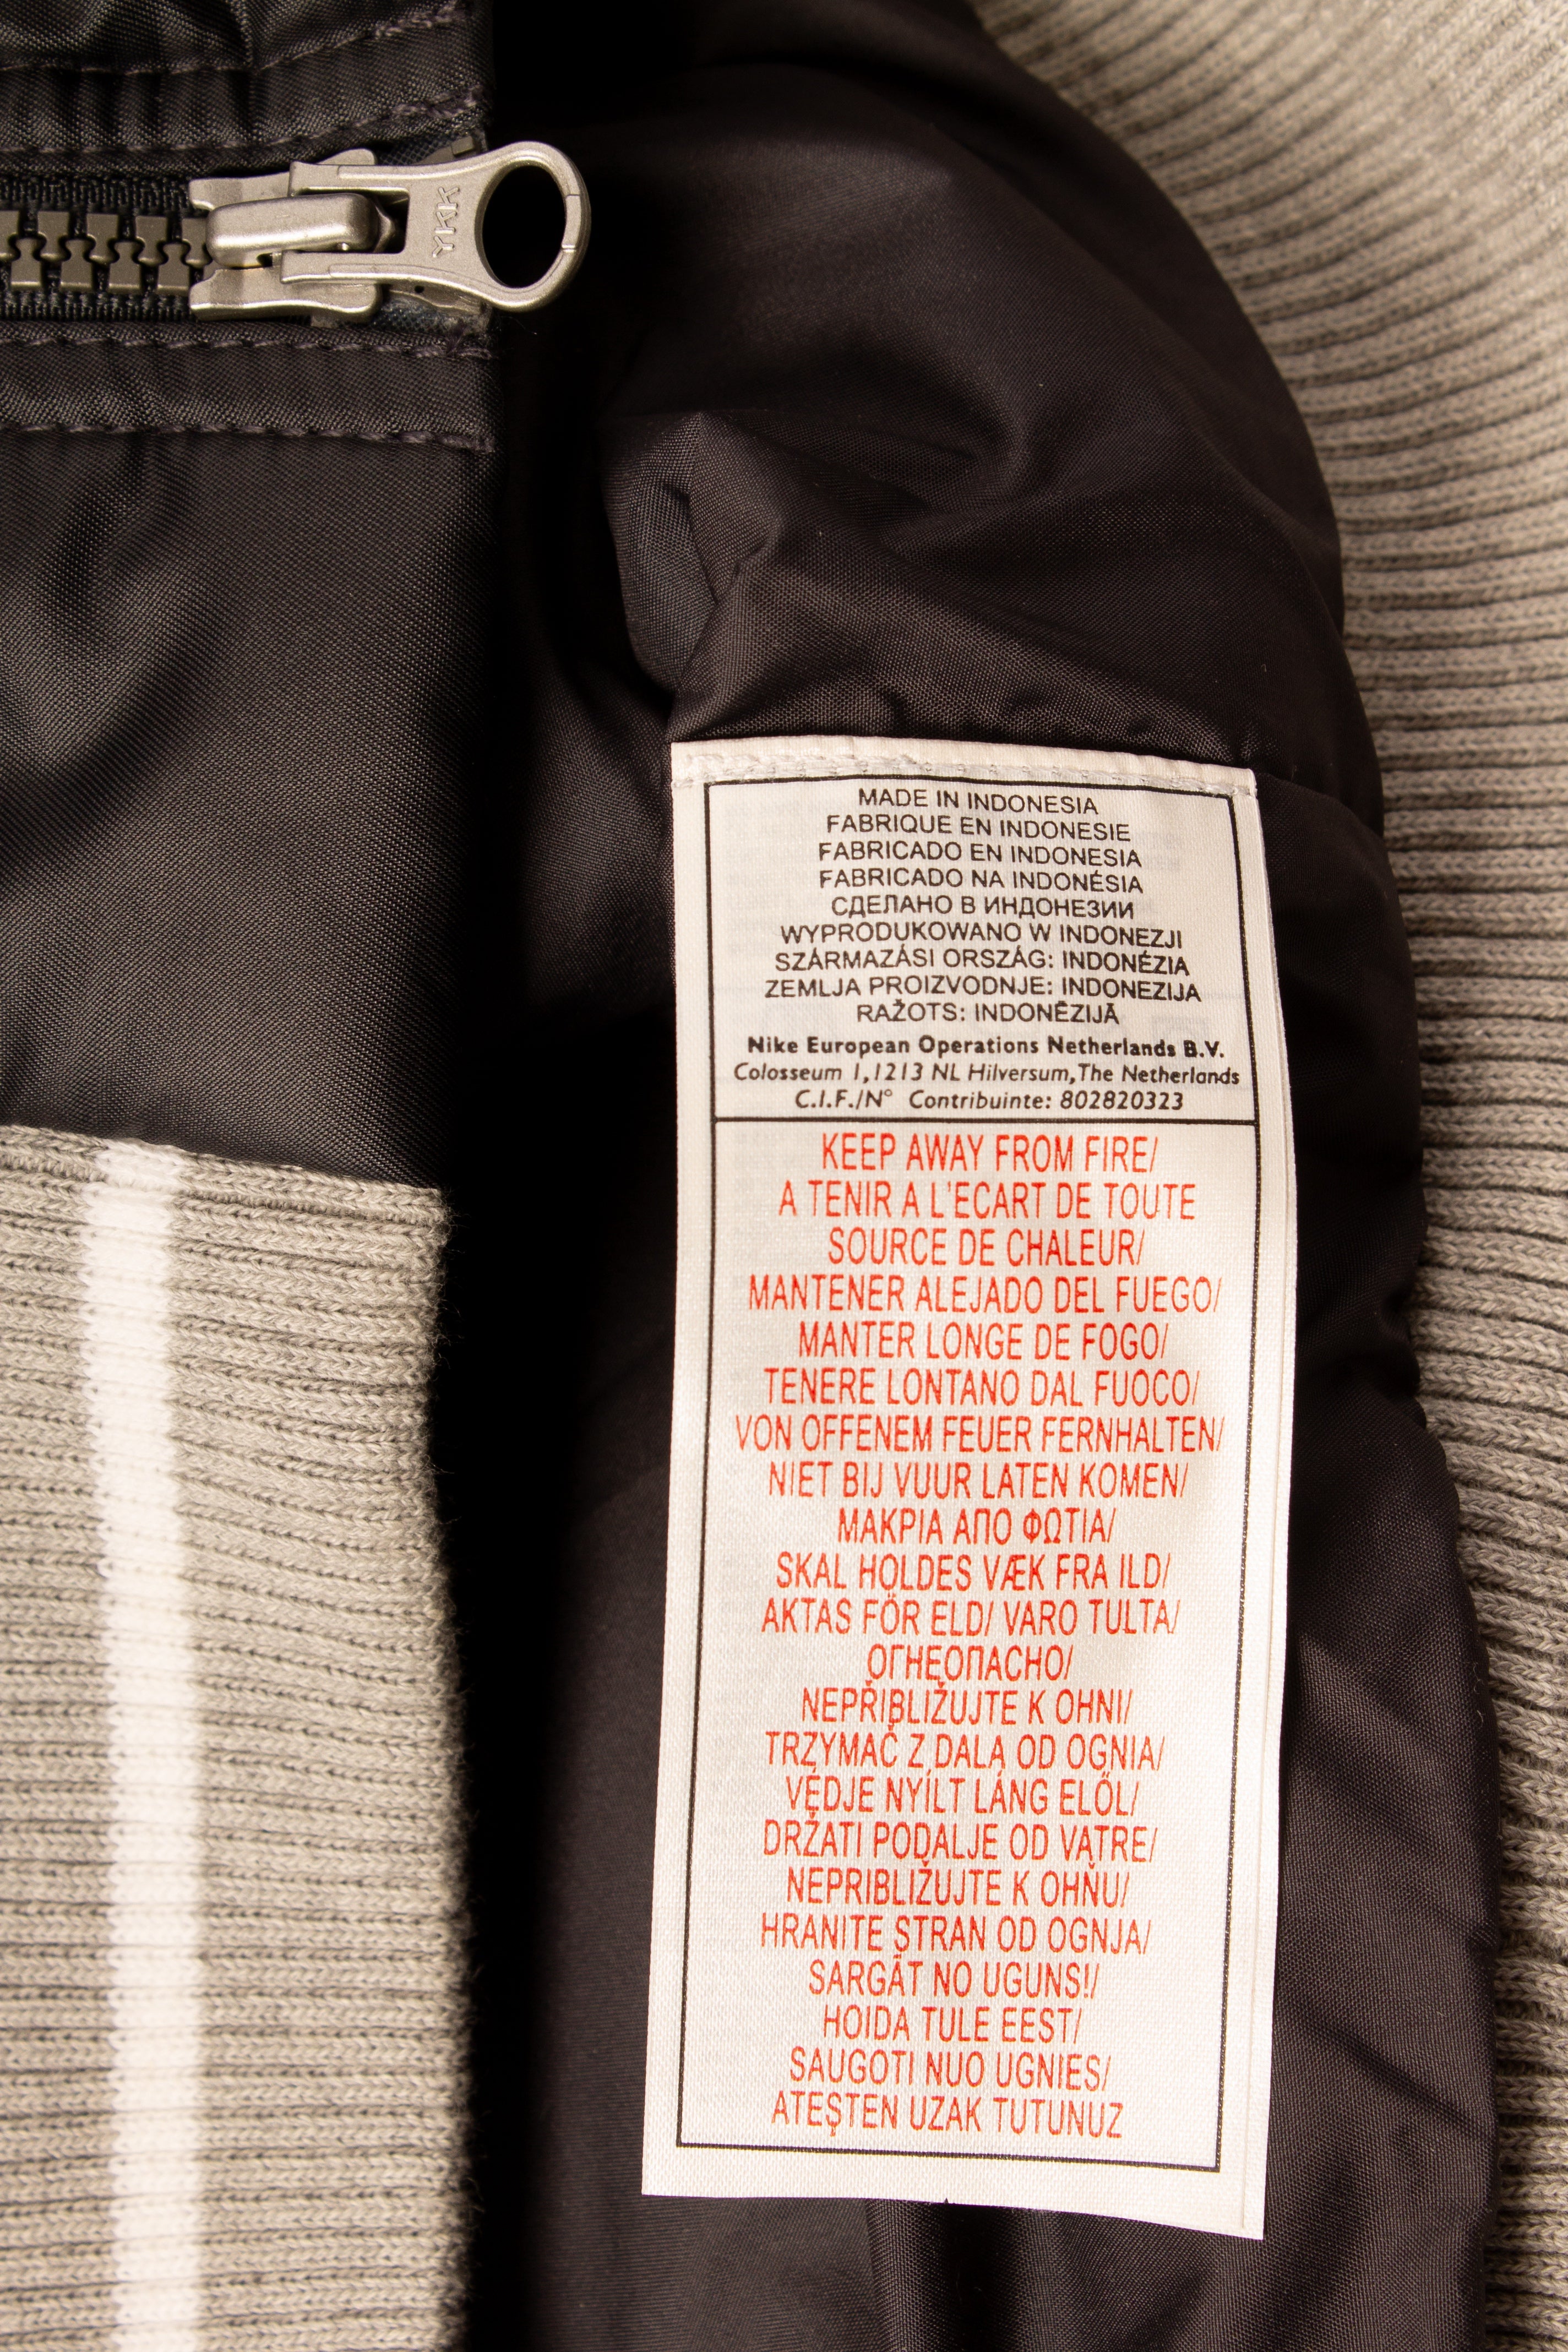 YKK
MADE IN INDONESIA
FABRIQUE EN INDONESIE
FABRICADO EN INDONESIA
FABRICADO NA INDONÉSIA
СДЕЛАНО В ИНДОНЕЗИИ
WYPRODUKOWANO W INDONEZJI
SZÁRMAZÁSI ORSZÁG: INDONÉZIA
ZEMLJA PROIZVODNJE: INDONEZIJA
RAŽOTS: INDONĒZIJĀ
Nike European Operations Netherlands B.V.
Colosseum 1,1213 NL Hilversum,The Netherlands
C.I.F./N° Contribuinte: 802820323
KEEP AWAY FROM FIRE/
A TENIR A L'ECART DE TOUTE
SOURCE DE CHALEUR/
MANTENER ALEJADO DEL FUEGO/
MANTER LONGE DE FOGO/
TENERE LONTANO DAL FUOCO/
VON OFFENEM FEUER FERNHALTEN/
NIET BIJ VUUR LATEN KOMEN/
ΜΑΚΡΙΑ ΑΠΟ ΦΩΤΙΑ/
SKAL HOLDES VÆK FRA ILD/
AKTAS FÖR ELD/ VARO TULTA/
ОГНЕОПАСНО/
NEPŘIBLIŽUJTE K OHNI/
TRZYMAĆ Z DALA OD OGNIA/
VÉDJE NYÍLT LÁNG ELŐL/
DRŽATI PODALJE OD VATRE/
NEPRIBLIŽUJTE K OHŇU/
HRANITE STRAN OD OGNJA/
SARGĀT NO UGUNS!/
HOIDA TULE EEST/
SAUGOTI NUO UGNIES/
ATEŞTEN UZAK TUTUNUZ